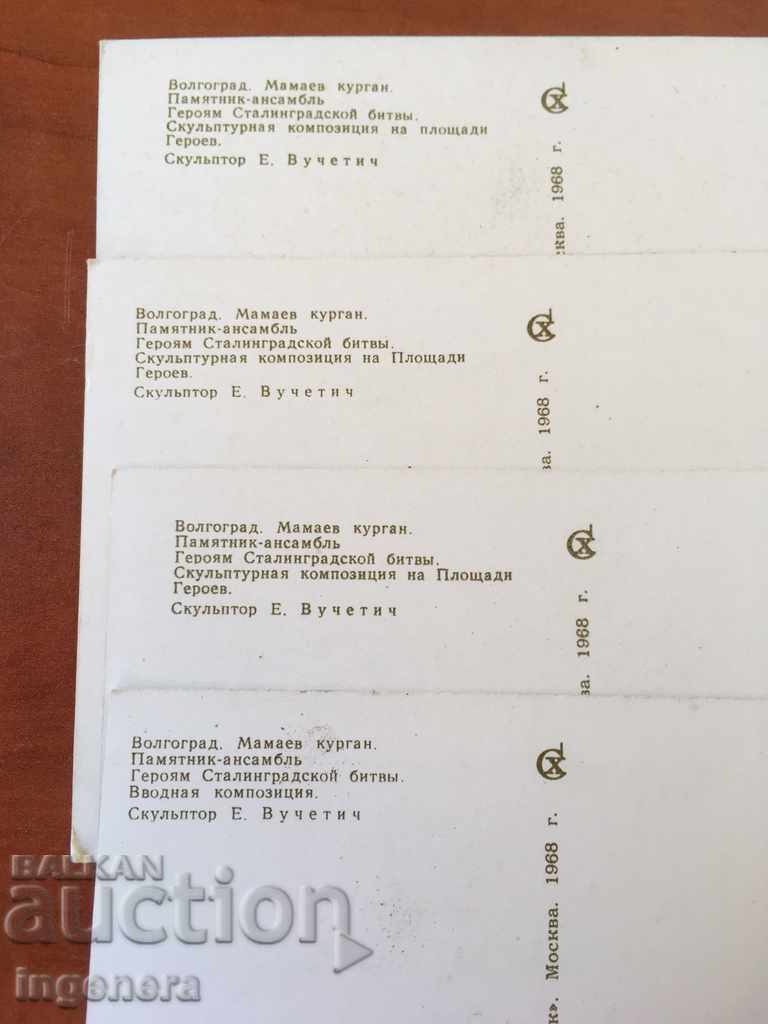 Волгоград. Мамаев курган.
Памятник-ансамбль
Героям Сталинградской битвы.
Скульптурная композиция на площади
Героев.
Скульптор Е. Вучетич
1968 г.
Волгоград. Мамаев курган.
Памятник-ансамбль
Героям Сталинградской битвы.
Скульптурная композиция на Площади
Героев.
Скульптор Е. Вучетич
1968 г.
Волгоград. Мамаев курган.
Памятник-ансамбль
Героям Сталинградской битвы.
Скульптурная композиция на Площади
Героев.
Скульптор Е. Вучетич
1968 г.
Волгоград. Мамаев курган.
Памятник-ансамбль
Героям Сталинградской битвы.
Вводная композиция.
Скульптор Е. Вучетич
к». Москва. 1968 г.
BALKAN
auction
ingenera